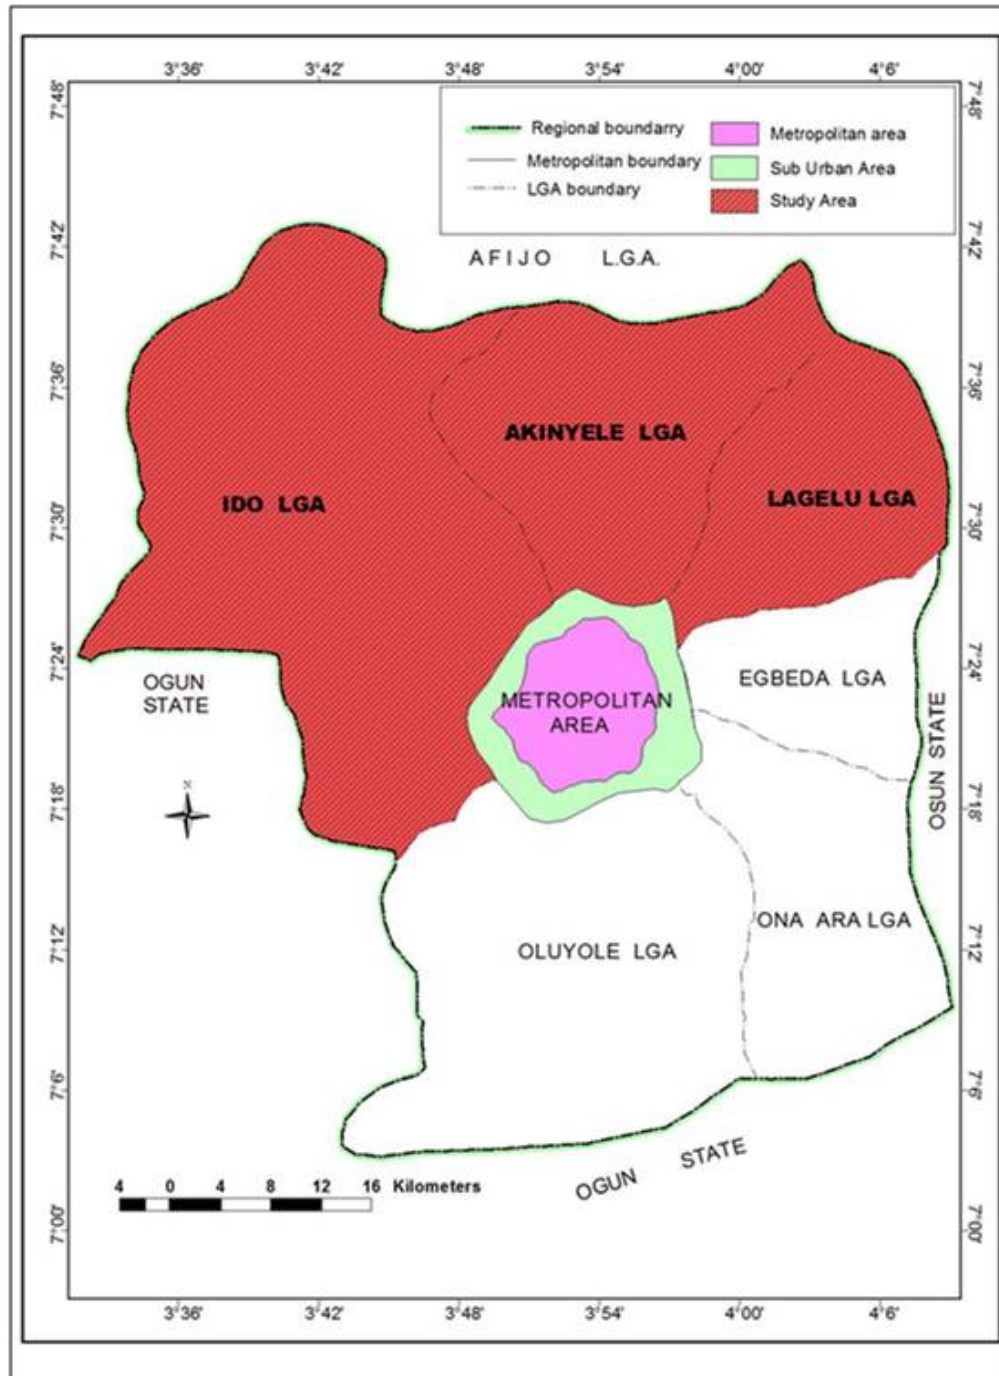 3°36' 3°42' 3°48' 3°54' 4°00' 4°6'
7°48' 7°48'
Regional boundarry
Metropolitan boundary
LGA boundary
Metropolitan area
Sub Urban Area
Study Area
7°42' 7°42'
AFIJO L.G.A.
7°36' 7°36'
AKINYELE LGA
IDO LGA
LAGELU LGA
7°30' 7°30'
7°24' 7°24'
OGUN
STATE
METROPOLITAN
AREA
EGBEDA LGA
OSUN STATE
N
7°18' 7°18'
ONA ARA LGA
OLUYOLE LGA
7°12' 7°12'
7°6' 7°6'
OGUN STATE
4 0 4 8 12 16 Kilometers
7°00' 7°00'
3°36' 3°42' 3°48' 3°54' 4°00' 4°6'